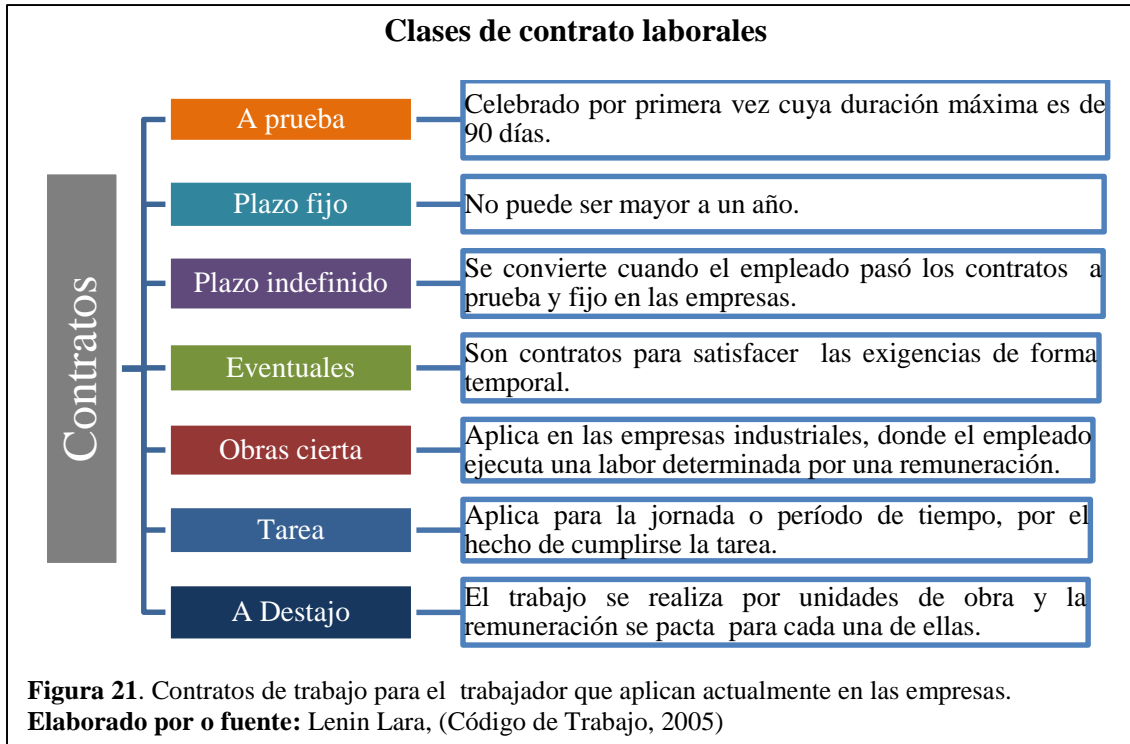 Clases de contrato laborales
Contratos
A prueba
Celebrado por primera vez cuya duración máxima es de
90 días.
Plazo fijo
No puede ser mayor a un año.
Plazo indefinido
Se convierte cuando el empleado pasó los contratos a
prueba y fijo en las empresas.
Eventuales
Son contratos para satisfacer las exigencias de forma
temporal.
Obras cierta
Aplica en las empresas industriales, donde el empleado
ejecuta una labor determinada por una remuneración.
Tarea
Aplica para la jornada o período de tiempo, por el
hecho de cumplirse la tarea.
A Destajo
El trabajo se realiza por unidades de obra y la
remuneración se pacta para cada una de ellas.
Figura 21. Contratos de trabajo para el trabajador que aplican actualmente en las empresas.
Elaborado por o fuente: Lenin Lara, (Código de Trabajo, 2005)